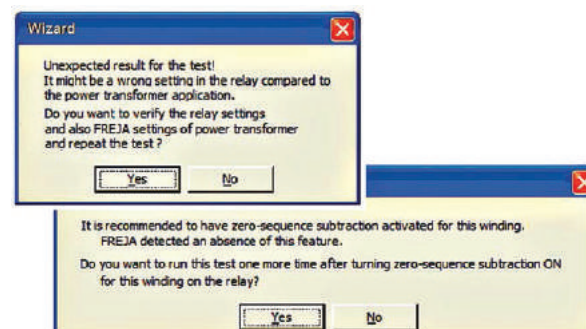 Wizard
Unexpected result for the test!
It might be a wrong setting in the relay compared to
the power transformer application.
Do you want to verify the relay settings
and also FREJA settings of power transformer
and repeat the test ?
Yes
No
It is recommended to have zero-sequence subtraction activated for this winding.
FREJA detected an absence of this feature.
Do you want to run this test one more time after turning zero-sequence subtraction ON
for this winding on the relay?
Yes
No